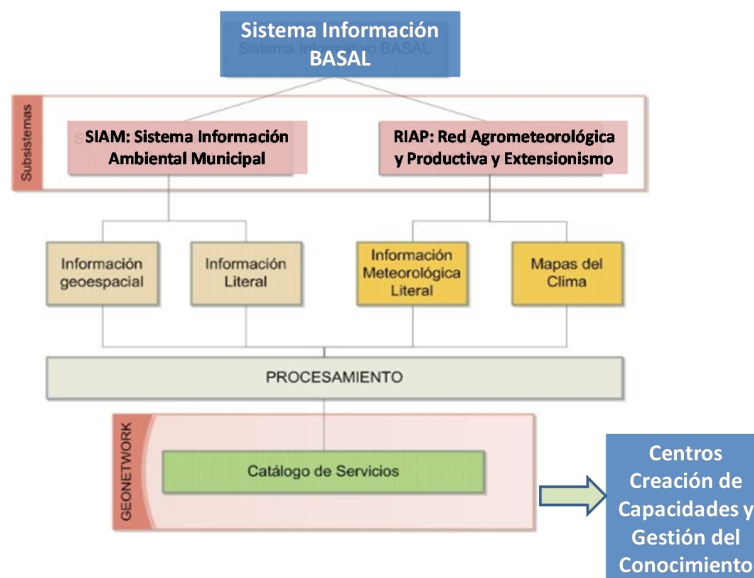 Sistema Información
BASAL
Subsistemas
SIAM: Sistema Información
Ambiental Municipal
RIAP: Red Agrometeorológica
y Productiva y Extensionismo
Información
geoespacial
Información
Literal
Información
Meteorológica
Literal
Mapas del
Clima
PROCESAMIENTO
GEONETWORK
Catálogo de Servicios
Centros
Creación de
Capacidades y
Gestión del
Conocimiento